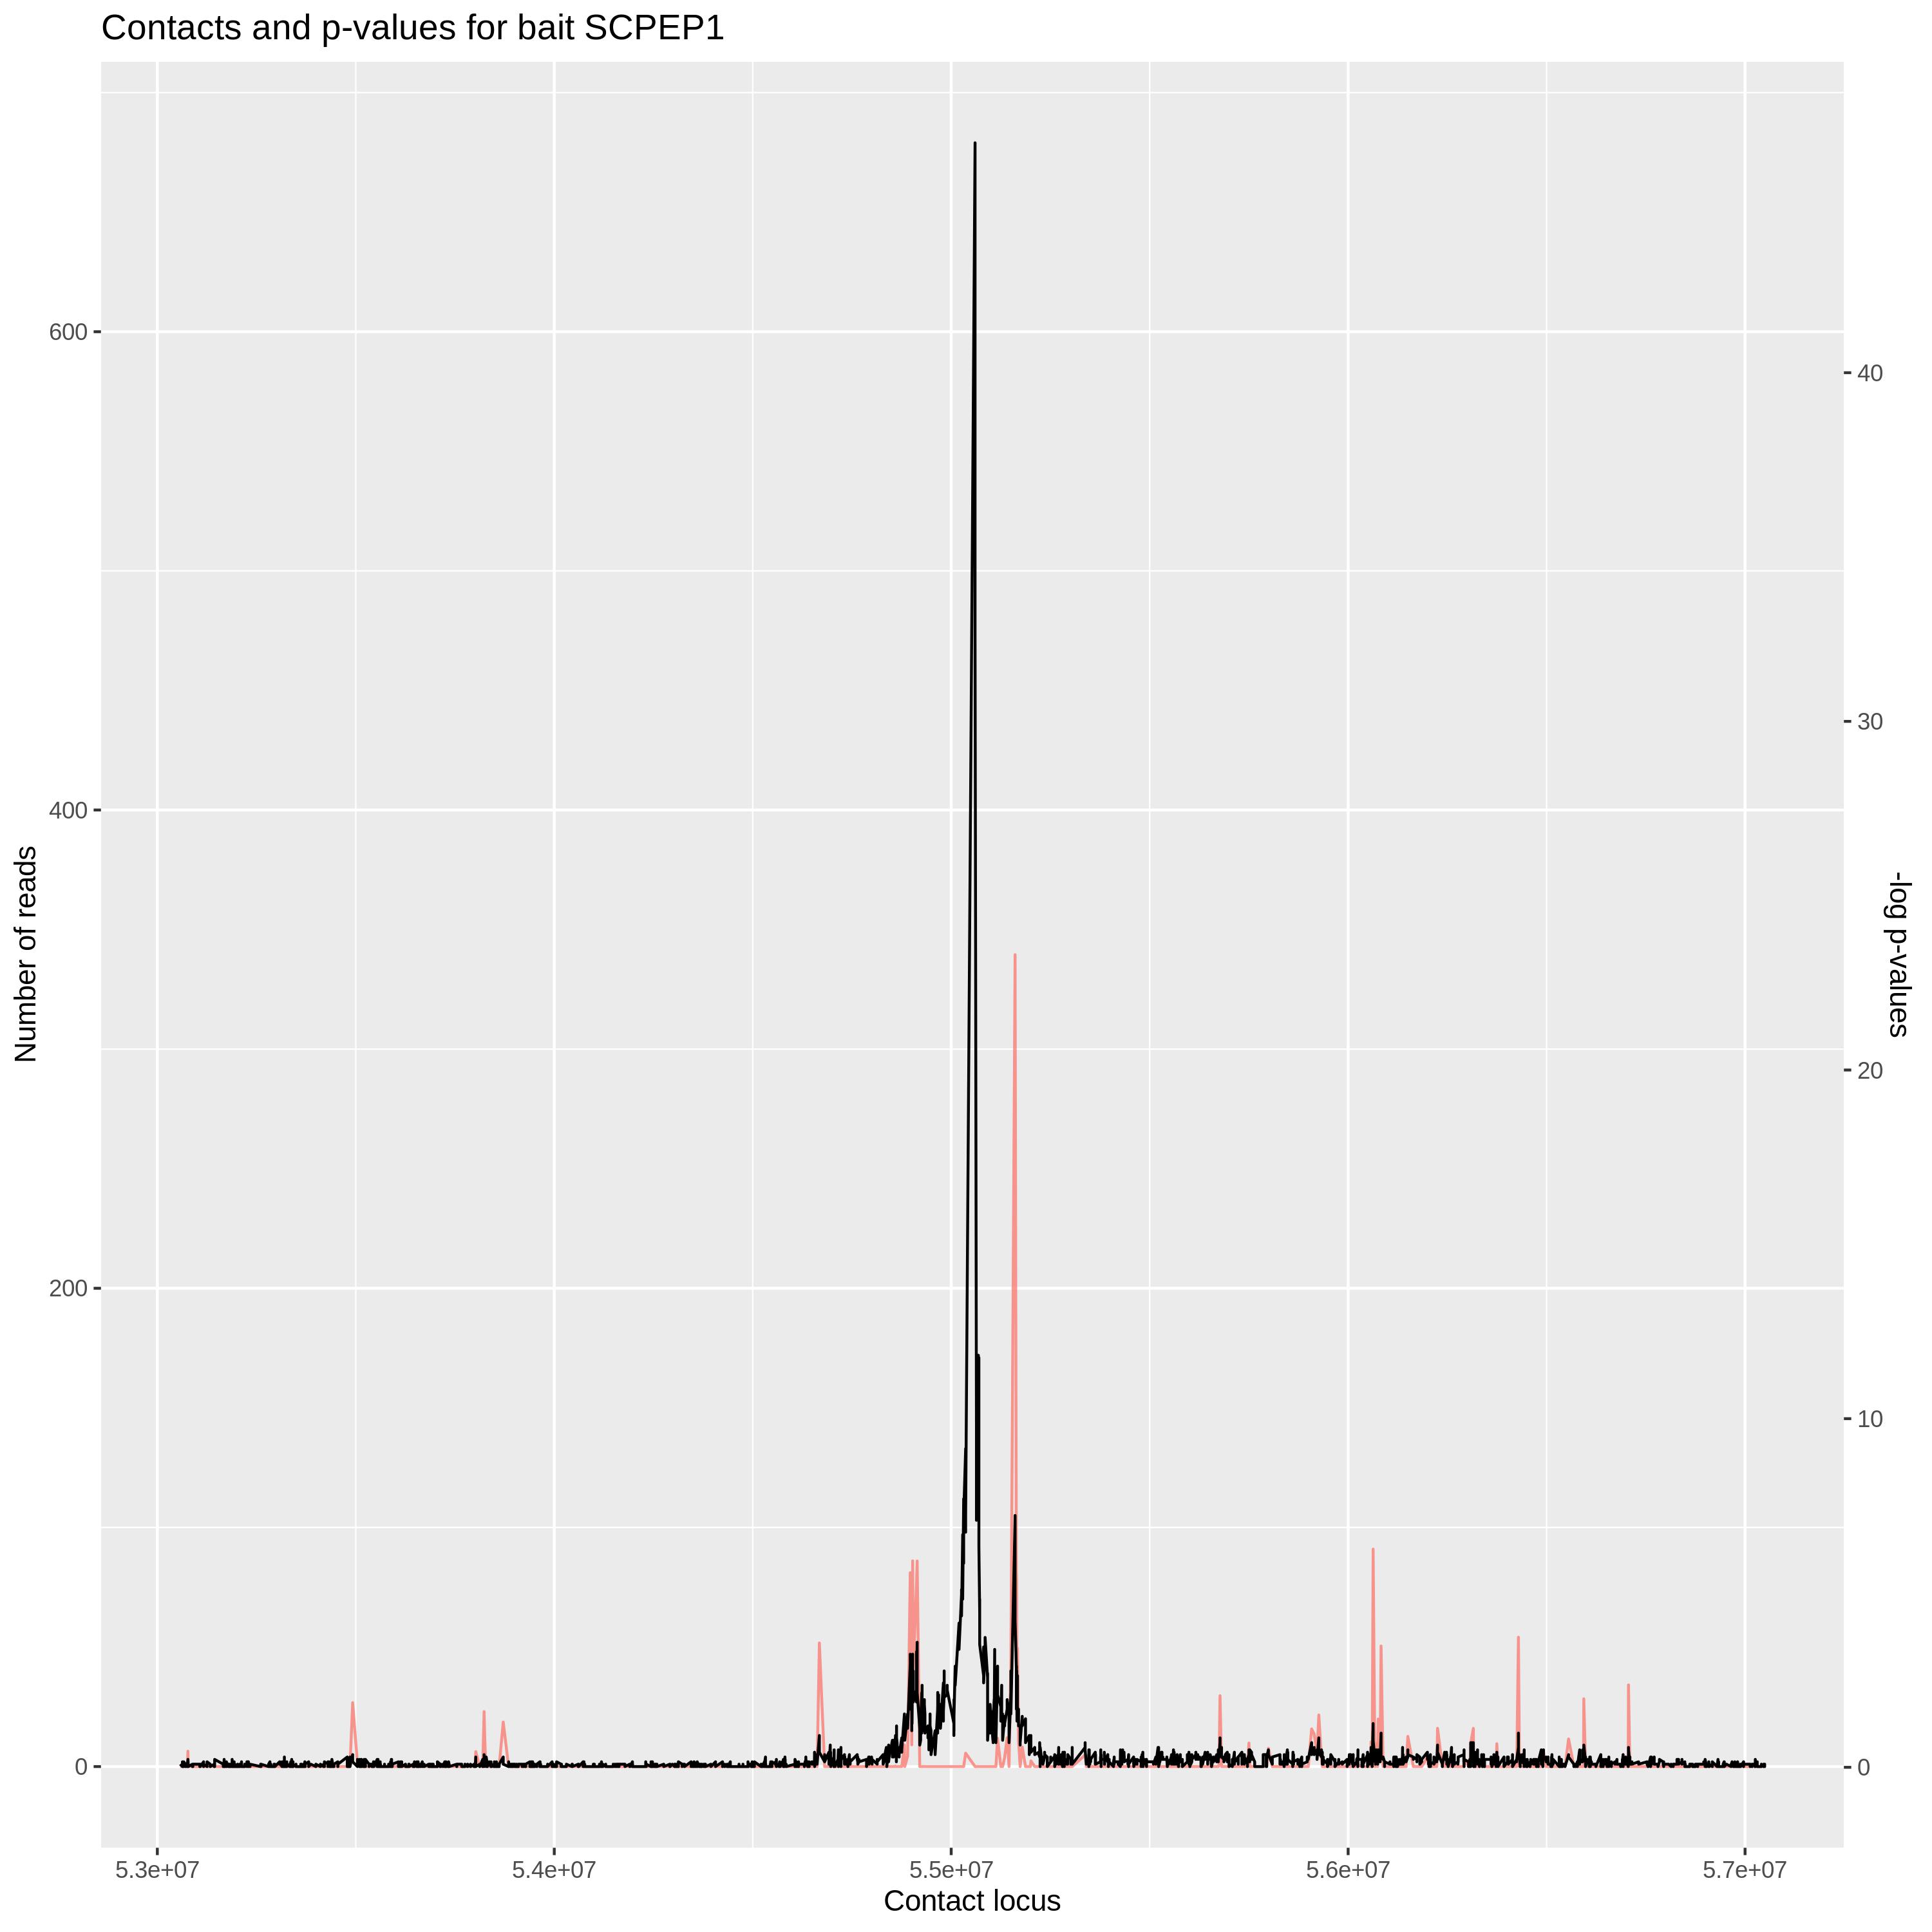 Contacts and p-values for bait SCPEP1
600
400
200
0
Number of reads
40
30
20
10
0
-log p-values
5.3e+07 5.4e+07 5.5e+07 5.6e+07 5.7e+07
Contact locus